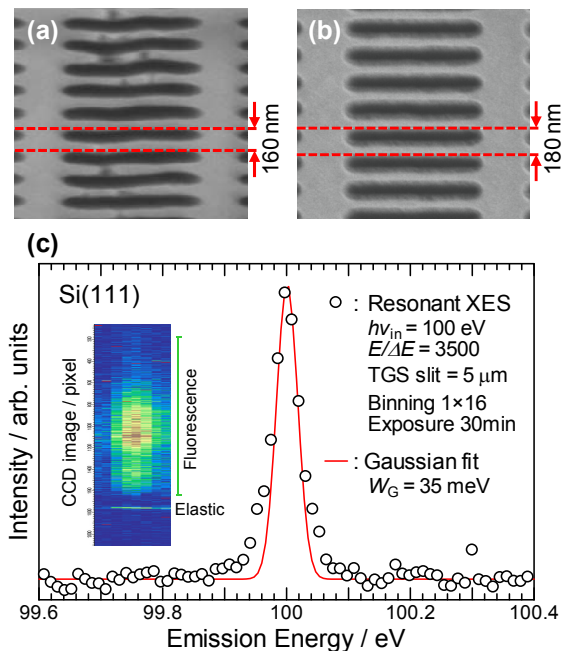 (a)
160 nm
(b)
180 nm
(c)
Si(111)
CCD image / pixel
Fluorescence
Elastic
: Resonant XES
hνin = 100 eV
E/ΔE = 3500
TGS slit = 5 μm
Binning 1×16
Exposure 30min
: Gaussian fit
WG = 35 meV
Intensity / arb. units
99.6 99.8 100 100.2 100.4
Emission Energy / eV